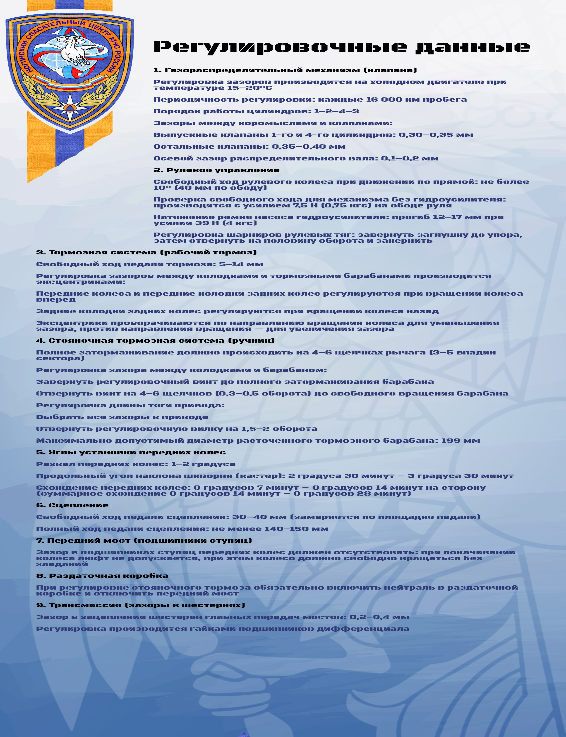 Регулировочные данные
1. Газораспределительный механизм (клапана)
Регулировка зазоров производится на холодном двигателе при
температуре 15–20°C
Периодичность регулировки: каждые 16 000 км пробега
Порядок работы цилиндров: 1–2–4–3
Зазоры между коромыслами и клапанами:
Выпускные клапаны 1-го и 4-го цилиндров: 0,30–0,35 мм
Остальные клапаны: 0,35–0,40 мм
Осевой зазор распределительного вала: 0,1–0,2 мм
2. Рулевое управление
Свободный ход рулевого колеса при движении по прямой: не более
10° (40 мм по ободу)
Проверка свободного хода для механизма без гидроусилителя:
производится с усилием 7,5 Н (0,75 кгс) на ободе руля
Натяжение ремня насоса гидроусилителя: прогиб 12–17 мм при
усилии 39 Н (4 кгс)
Регулировка шарниров рулевых тяг: завернуть заглушку до упора,
затем отвернуть на половину оборота и закернить
3. Тормозная система (рабочий тормоз)
Свободный ход педали тормоза: 5–14 мм
Регулировка зазоров между колодками и тормозными барабанами производится
эксцентриками:
Передние колеса и передние колодки задних колес регулируются при вращении колеса
вперед
Задние колодки задних колес регулируются при вращении колеса назад
Эксцентрики проворачиваются по направлению вращения колеса для уменьшения
зазора, против направления вращения – для увеличения зазора
4. Стояночная тормозная система (ручник)
Полное затормаживание должно происходить на 4–6 щелчках рычага (3–5 впадин
сектора)
Регулировка зазора между колодками и барабаном:
Завернуть регулировочный винт до полного затормаживания барабана
Отвернуть винт на 4–6 щелчков (0,3–0,5 оборота) до свободного вращения барабана
Регулировка длины тяги привода:
Выбрать все зазоры в приводе
Отвернуть регулировочную вилку на 1,5–2 оборота
Максимально допустимый диаметр расточенного тормозного барабана: 199 мм
5. Углы установки передних колес
Развал передних колес: 1–2 градуса
Продольный угол наклона шкворня (кастер): 2 градуса 30 минут – 3 градуса 30 минут
Схождение передних колес: 0 градусов 7 минут – 0 градусов 14 минут на сторону
(суммарное схождение 0 градусов 14 минут – 0 градусов 28 минут)
6. Сцепление
Свободный ход педали сцепления: 30–40 мм (замеряется по площадке педали)
Полный ход педали сцепления: не менее 140–150 мм
7. Передний мост (подшипники ступиц)
Зазор в подшипниках ступиц передних колес должен отсутствовать: при покачивании
колеса люфт не допускается, при этом колесо должно свободно вращаться без
заеданий
8. Раздаточная коробка
При регулировке стояночного тормоза обязательно включить нейтраль в раздаточной
коробке и отключить передний мост
9. Трансмиссия (зазоры в шестернях)
Зазор в зацеплении шестерен главных передач мостов: 0,2–0,4 мм
Регулировка производится гайками подшипников дифференциала